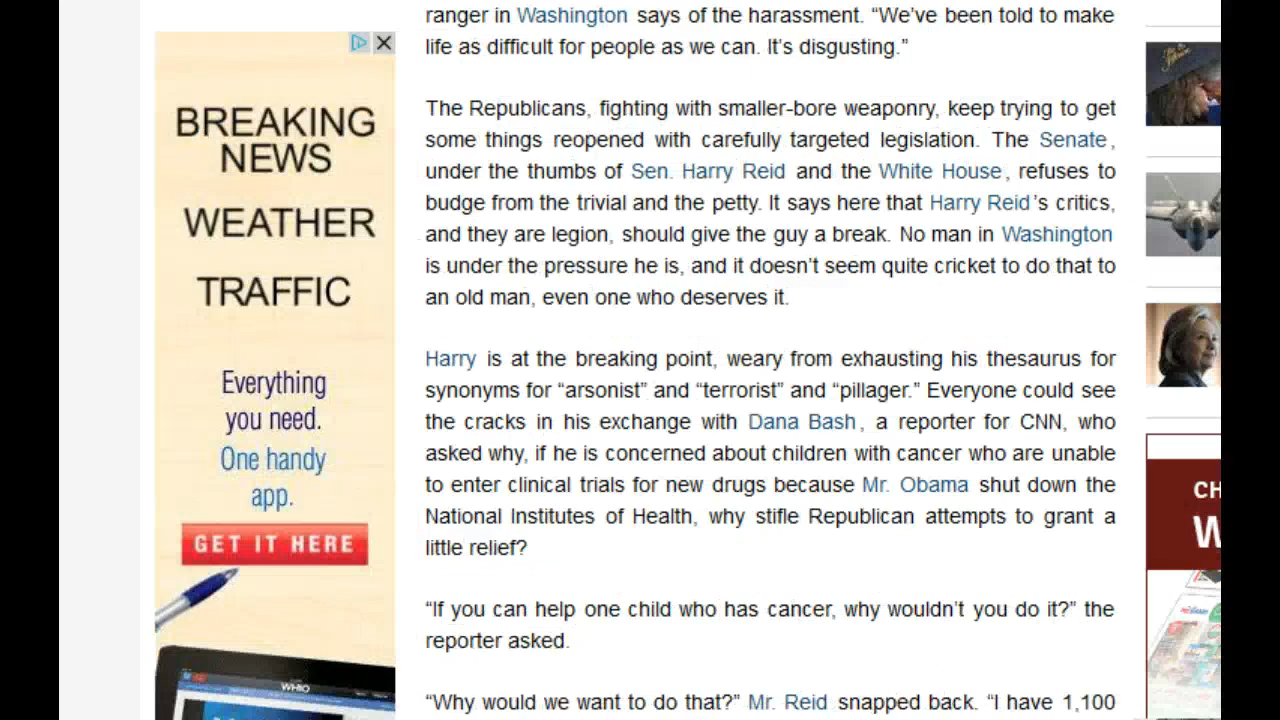 ranger in Washington says of the harassment. “We’ve been told to make
life as difficult for people as we can. It’s disgusting.”
The Republicans, fighting with smaller-bore weaponry, keep trying to get
some things reopened with carefully targeted legislation. The Senate,
under the thumbs of Sen. Harry Reid and the White House, refuses to
budge from the trivial and the petty. It says here that Harry Reid’s critics,
and they are legion, should give the guy a break. No man in Washington
is under the pressure he is, and it doesn’t seem quite cricket to do that to
an old man, even one who deserves it.
Harry is at the breaking point, weary from exhausting his thesaurus for
synonyms for “arsonist” and “terrorist” and “pillager.” Everyone could see
the cracks in his exchange with Dana Bash, a reporter for CNN, who
asked why, if he is concerned about children with cancer who are unable
to enter clinical trials for new drugs because Mr. Obama shut down the
National Institutes of Health, why stifle Republican attempts to grant a
little relief?
“If you can help one child who has cancer, why wouldn’t you do it?” the
reporter asked.
“Why would we want to do that?” Mr. Reid snapped back. “I have 1,100
BREAKING
NEWS
WEATHER
TRAFFIC
Everything
you need.
One handy
app.
GET IT HERE
WHIO
CH
W